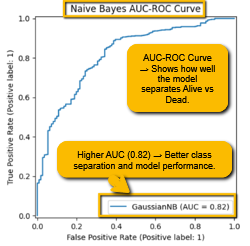 Naive Bayes AUC-ROC Curve
1.0
0.8
0.6
0.4
0.2
0.0
True Positive Rate (Positive label: 1)
AUC-ROC Curve
→ Shows how well
the model
separates Alive vs
Dead.
Higher AUC (0.82) → Better class
separation and model performance.
GaussianNB (AUC = 0.82)
0.0 0.2 0.4 0.6 0.8 1.0
False Positive Rate (Positive label: 1)